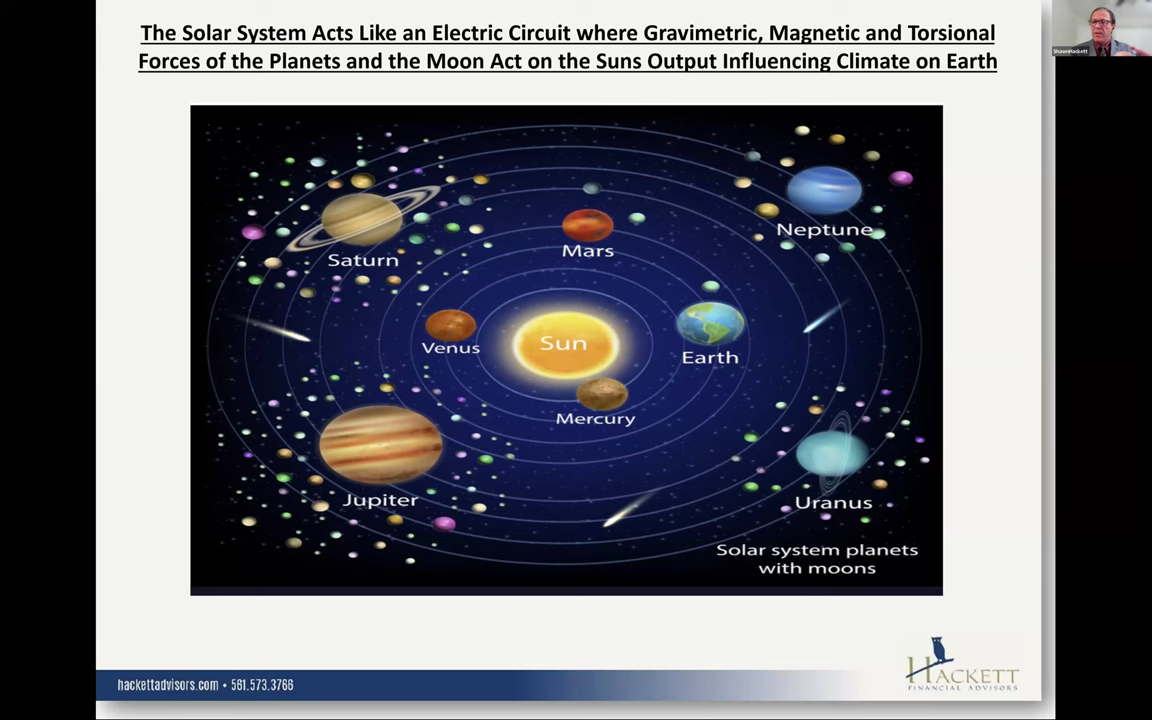 The Solar System Acts Like an Electric Circuit where Gravimetric, Magnetic and Torsional
Forces of the Planets and the Moon Act on the Suns Output Influencing Climate on Earth
ShawnHackett
Neptune
Mars
Saturn
Sun
Venus
Earth
Mercury
Jupiter
Uranus
Solar system planets
with moons
hackettadvisors.com • 561.573.3766
HACKETT
FINANCIAL ADVISORS